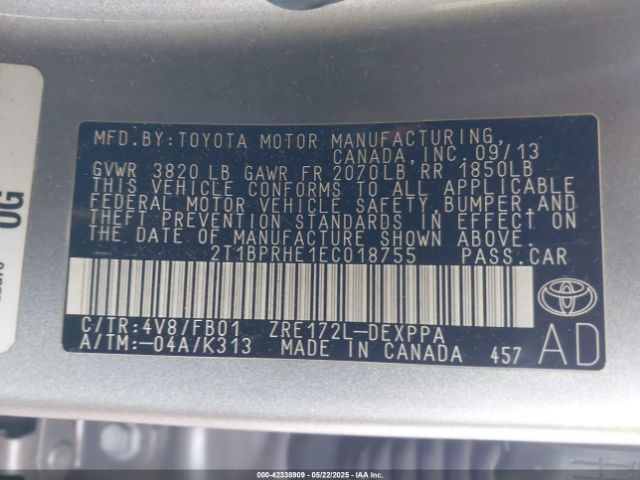 MFD.BY:TOYOTA MOTOR MANUFACTURING,
CANADA, INC. 09/13
GVWR 3820 LB GAWR FR 2070LB RR 1850LB
THIS VEHICLE CONFORMS TO ALL APPLICABLE
FEDERAL MOTOR VEHICLE SAFETY, BUMPER, AND
THEFT PREVENTION STANDARDS IN EFFECT ON
THE DATE OF MANUFACTURE SHOWN ABOVE.
2T1BPRHE1EC018755 PASS.CAR
C/TR:4V8/FB01 ZRE172L-DEXPPA
A/TM:-04A/K313 MADE IN CANADA 457 AD
OG
000-42338909 - 05/22/2025 - IAA Inc.